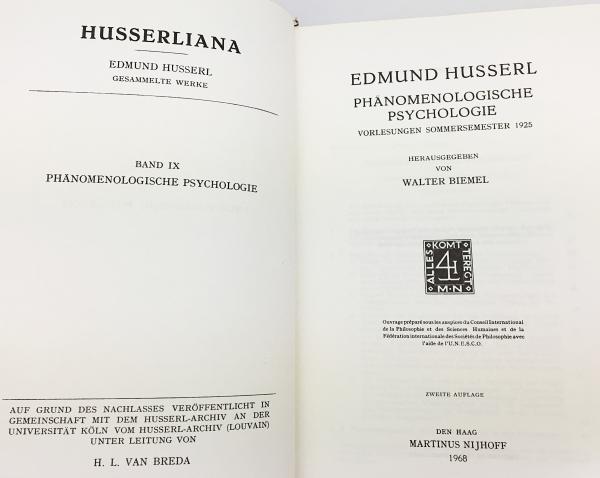 HUSSERLIANA
EDMUND HUSSERL
GESAMMELTE WERKE
BAND IX
PHÄNOMENOLOGISCHE PSYCHOLOGIE
AUF GRUND DES NACHLASSES VERÖFFENTLICHT IN
GEMEINSCHAFT MIT DEM HUSSERL-ARCHIV AN DER
UNIVERSITÄT KÖLN VOM HUSSERL-ARCHIV (LOUVAIN)
UNTER LEITUNG VON
H. L. VAN BREDA
EDMUND HUSSERL
PHÄNOMENOLOGISCHE
PSYCHOLOGIE
VORLESUNGEN SOMMERSEMESTER 1925
HERAUSGEGEBEN
VON
WALTER BIEMEL
ALLES KOMT TERECHT
M·N
Ouvrage préparé sous les auspices du Conseil International
de la Philosophie et des Sciences Humaines et de la
Fédération internationale des Sociétés de Philosophie avec
l'aide de l'U.N.E.S.C.O.
ZWEITE AUFLAGE
DEN HAAG
MARTINUS NIJHOFF
1968